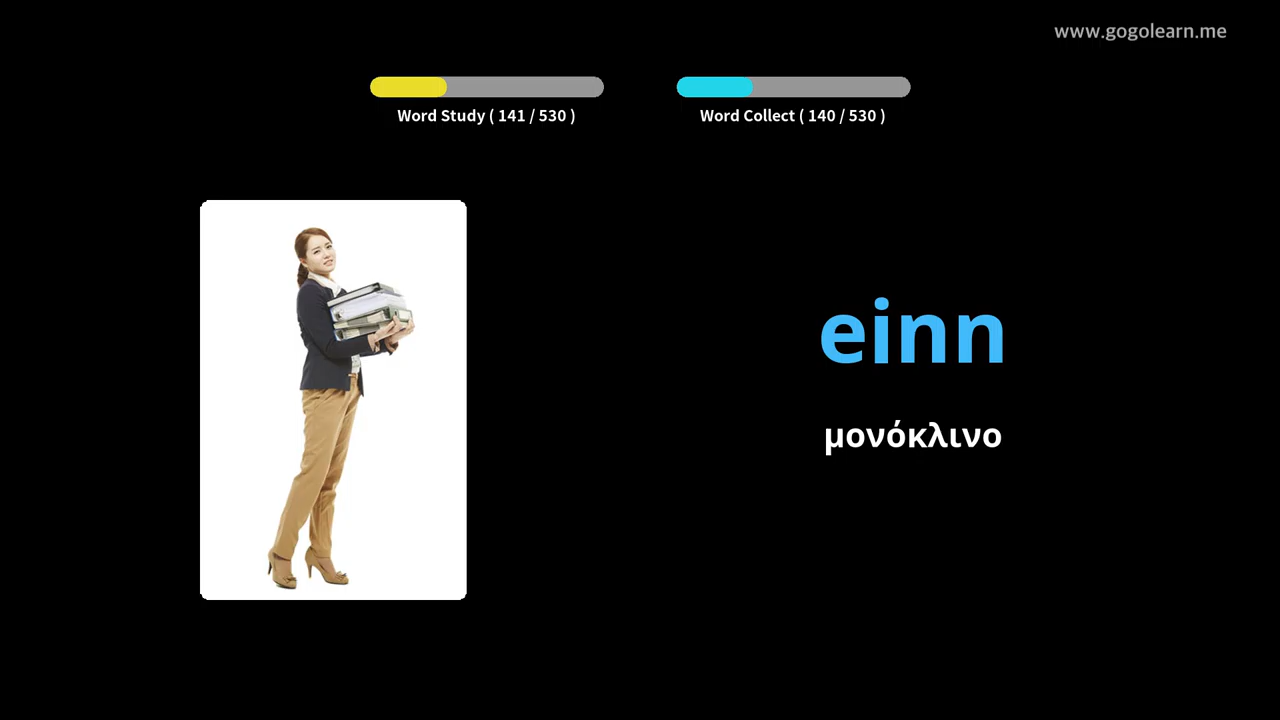 www.gogolearn.me
Word Study ( 141 / 530 )
Word Collect ( 140 / 530 )
einn
μονόκλινο